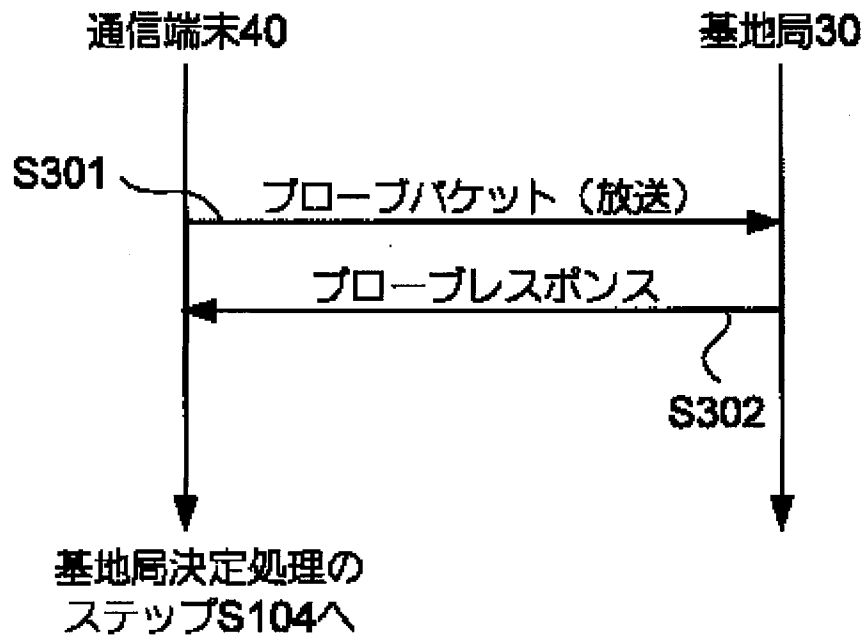 通信端末40
基地局30
S301
プローブパケット（放送）
プローブレスポンス
S302
基地局決定処理の
ステップS104へ